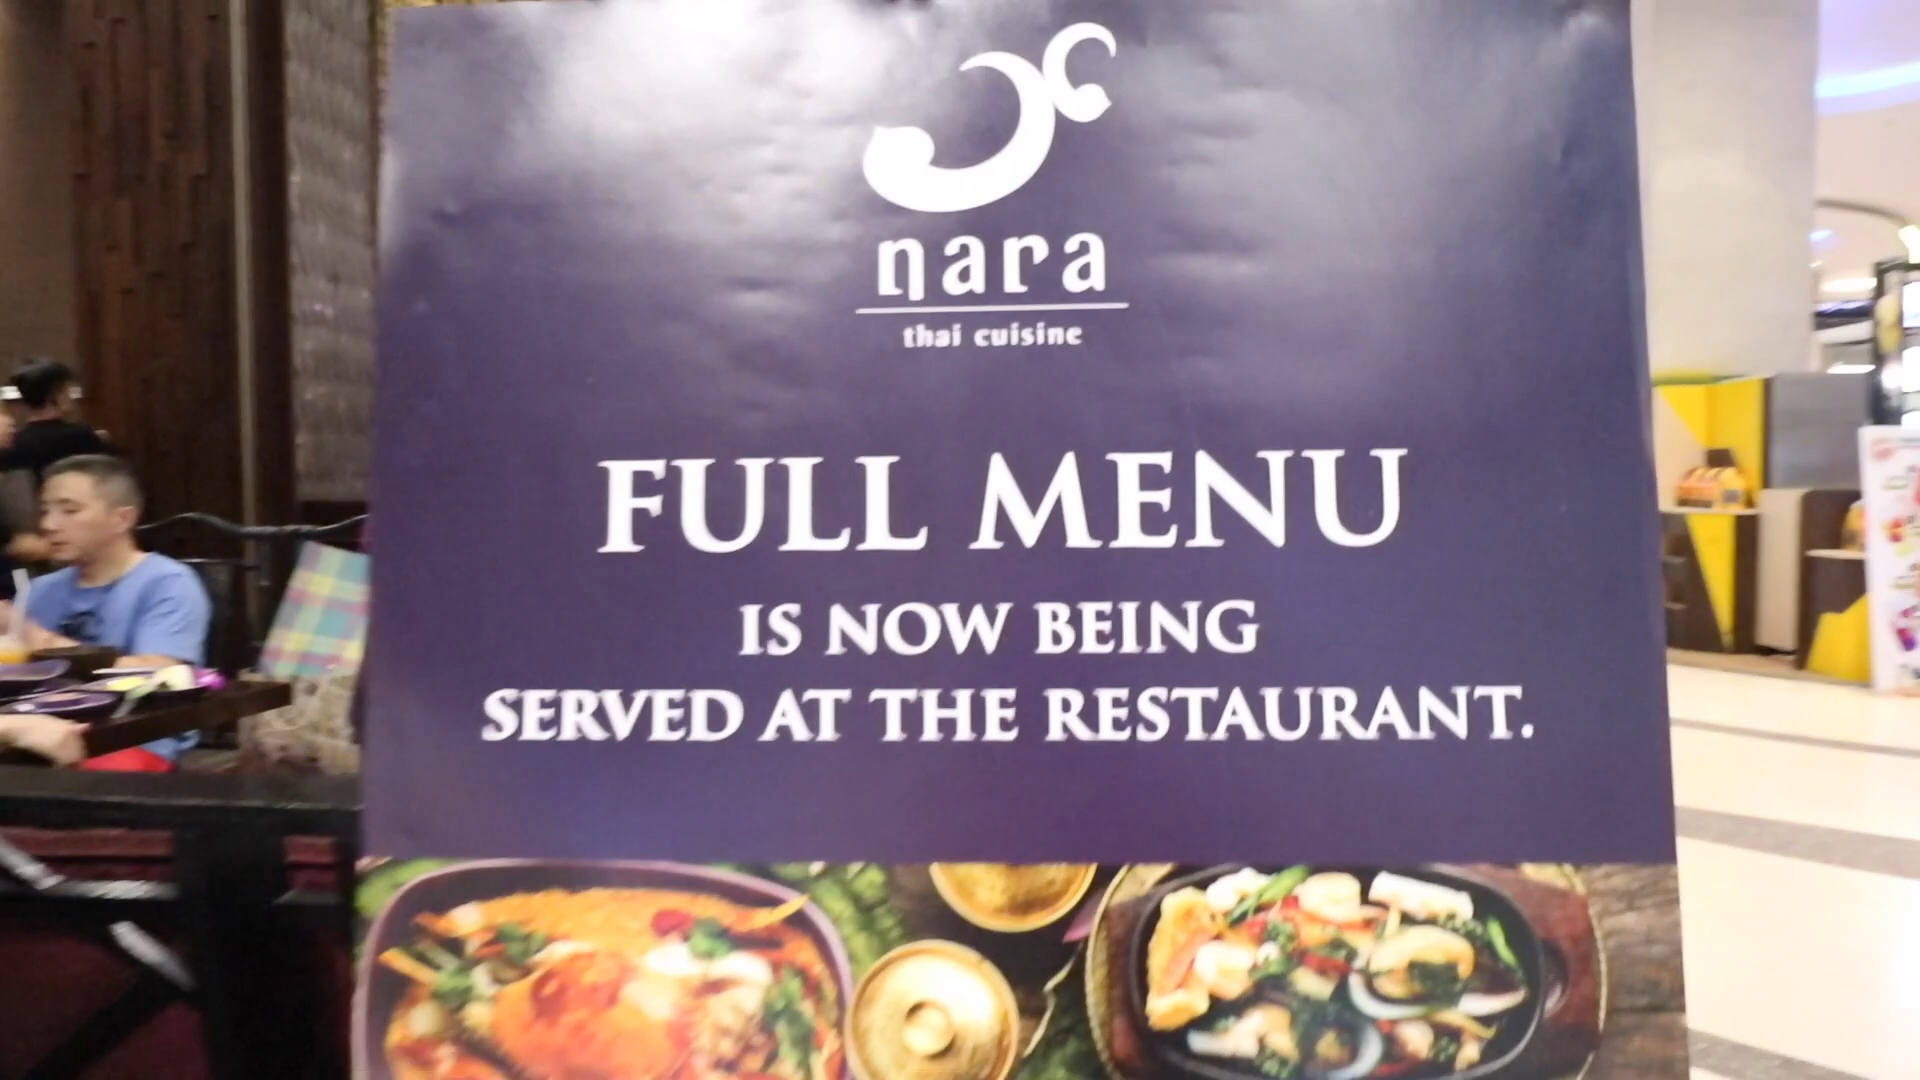 nara
thai cuisine
FULL MENU
IS NOW BEING
SERVED AT THE RESTAURANT.